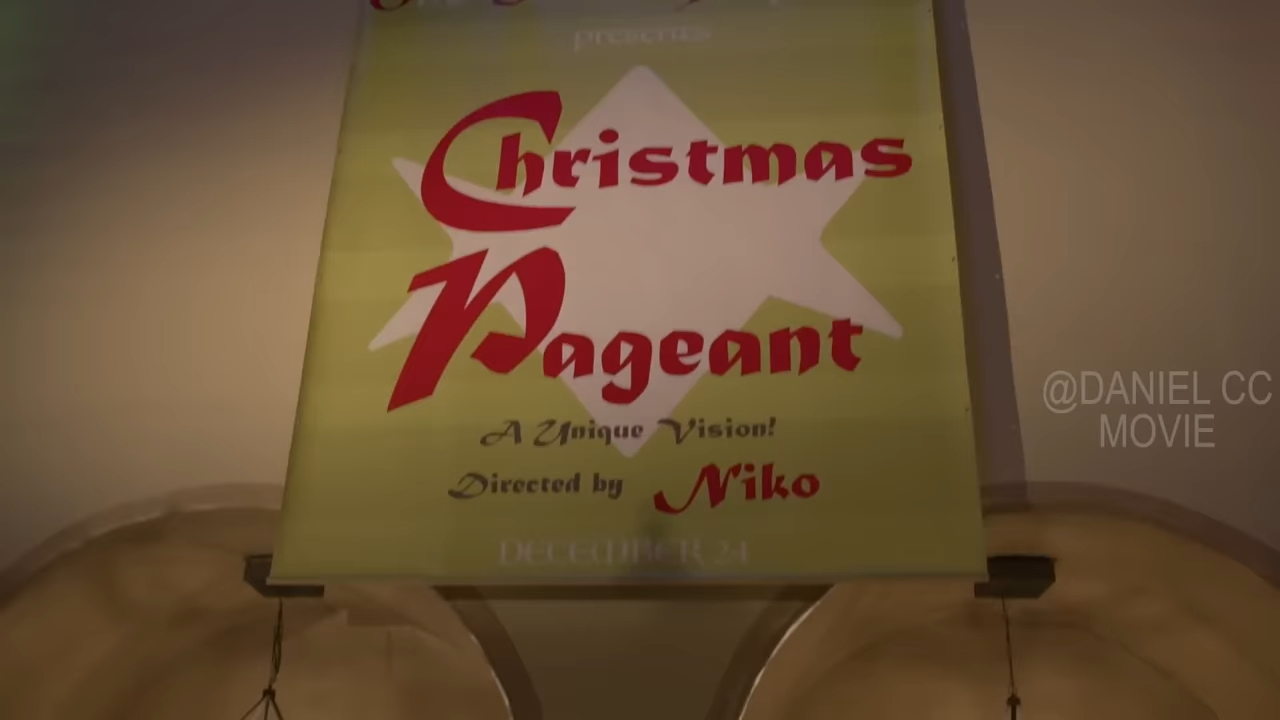 presents
Christmas
Pageant
A Unique Vision!
Directed by Niko
DECEMBER 24
@DANIEL CC
MOVIE